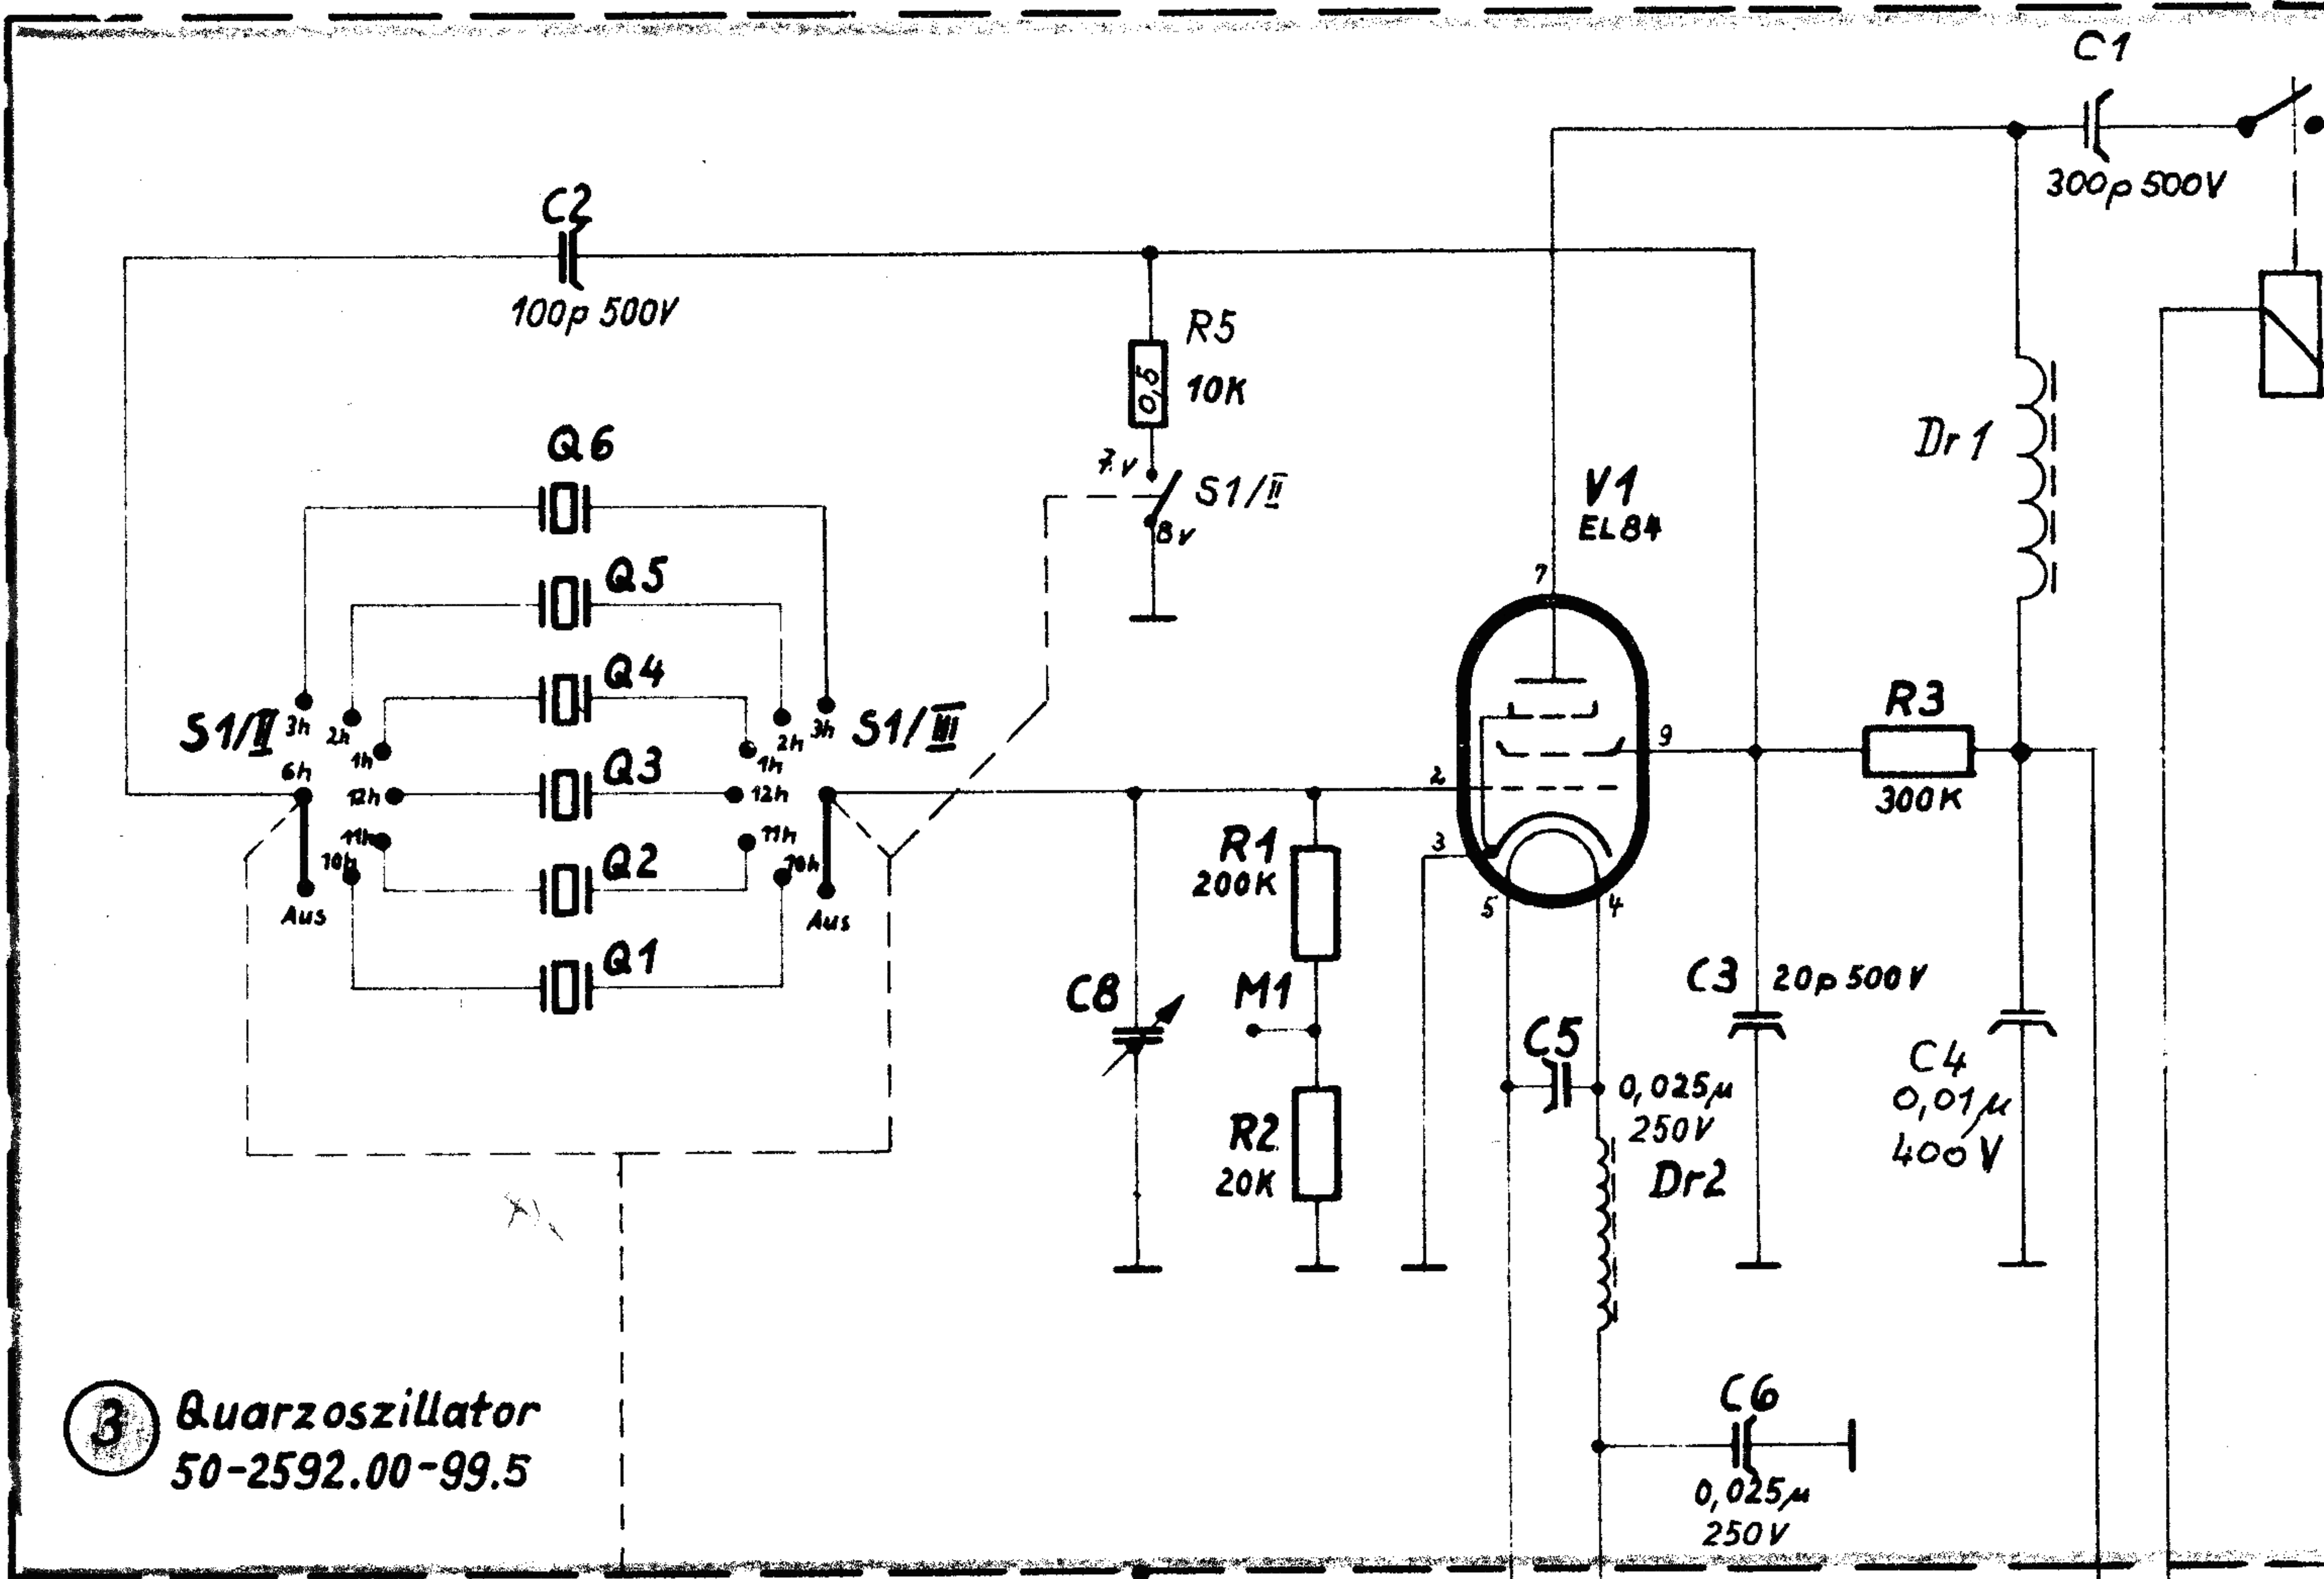 C1
300p 500V
C2
100p 500V
R5
10K
0,5
7v
S1/II
8v
V1
EL84
7
Dr1
Q6
Q5
Q4
Q3
Q2
Q1
S1/II
3h
2h
1h
6h
12h
11h
10h
Aus
S1/III
3h
2h
1h
12h
11h
10h
Aus
2
9
3
5
4
R3
300K
R1
200K
M1
R2
20K
C8
C5
0,025µ
250V
Dr2
C3 20p 500V
C4
0,01µ
400V
C6
0,025µ
250V
3 Quarzoszillator
50-2592.00-99.5